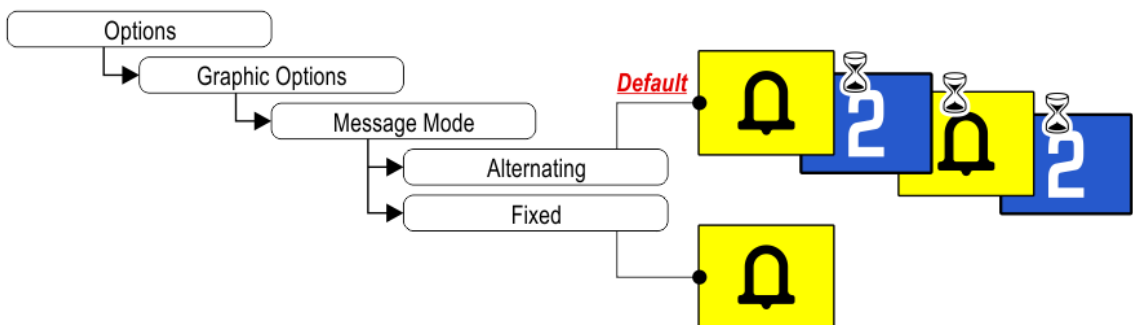 Options
Graphic Options
Default
Message Mode
2
2
Alternating
Fixed